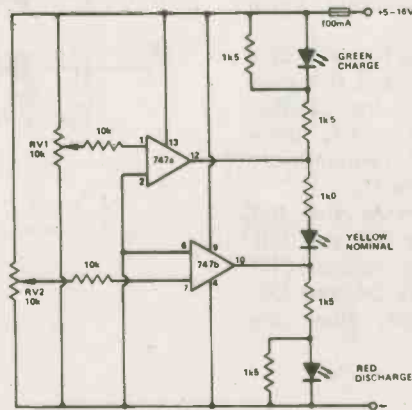 +5-16V
100mA
1k5
GREEN
CHARGE
1k5
RV1
10k
10k
1
13
747a
12
2
1k0
YELLOW
NOMINAL
6
9
747b
10
7
4
10k
RV2
10k
1k5
1k5
RED
DISCHARGE
-